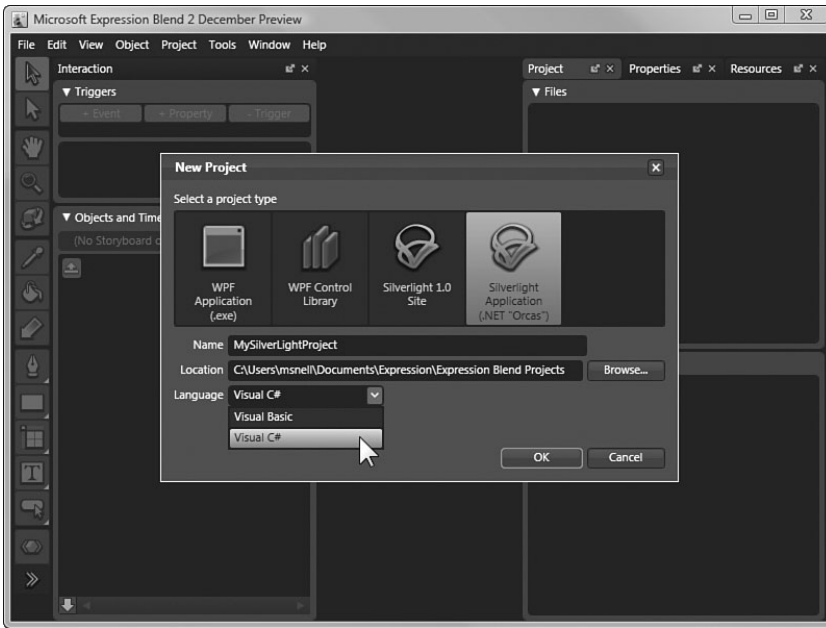 Microsoft Expression Blend 2 December Preview
File Edit View Object Project Tools Window Help
Interaction
Project
Properties
Resources
▼ Triggers
+ Event
+ Property
- Trigger
▼ Files
New Project
Select a project type
WPF
Application
(.exe)
WPF Control
Library
Silverlight 1.0
Site
Silverlight
Application
(.NET "Orcas")
▼ Objects and Time
(No Storyboard o
Name MySilverLightProject
Location C:\Users\msnell\Documents\Expression\Expression Blend Projects Browse...
Language Visual C#
Visual Basic
Visual C#
OK Cancel
T